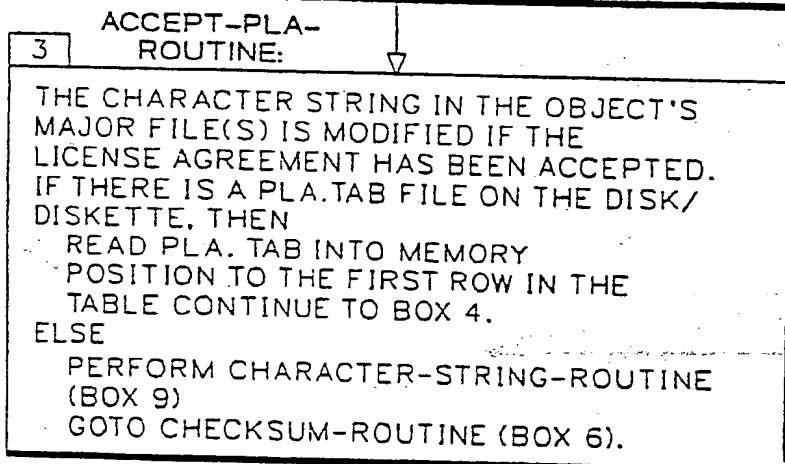 ACCEPT-PLA-
3 ROUTINE:
THE CHARACTER STRING IN THE OBJECT'S
MAJOR FILE(S) IS MODIFIED IF THE
LICENSE AGREEMENT HAS BEEN ACCEPTED.
IF THERE IS A PLA.TAB FILE ON THE DISK/
DISKETTE, THEN
READ PLA. TAB INTO MEMORY
POSITION TO THE FIRST ROW IN THE
TABLE CONTINUE TO BOX 4.
ELSE
PERFORM CHARACTER-STRING-ROUTINE
(BOX 9)
GOTO CHECKSUM-ROUTINE (BOX 6).